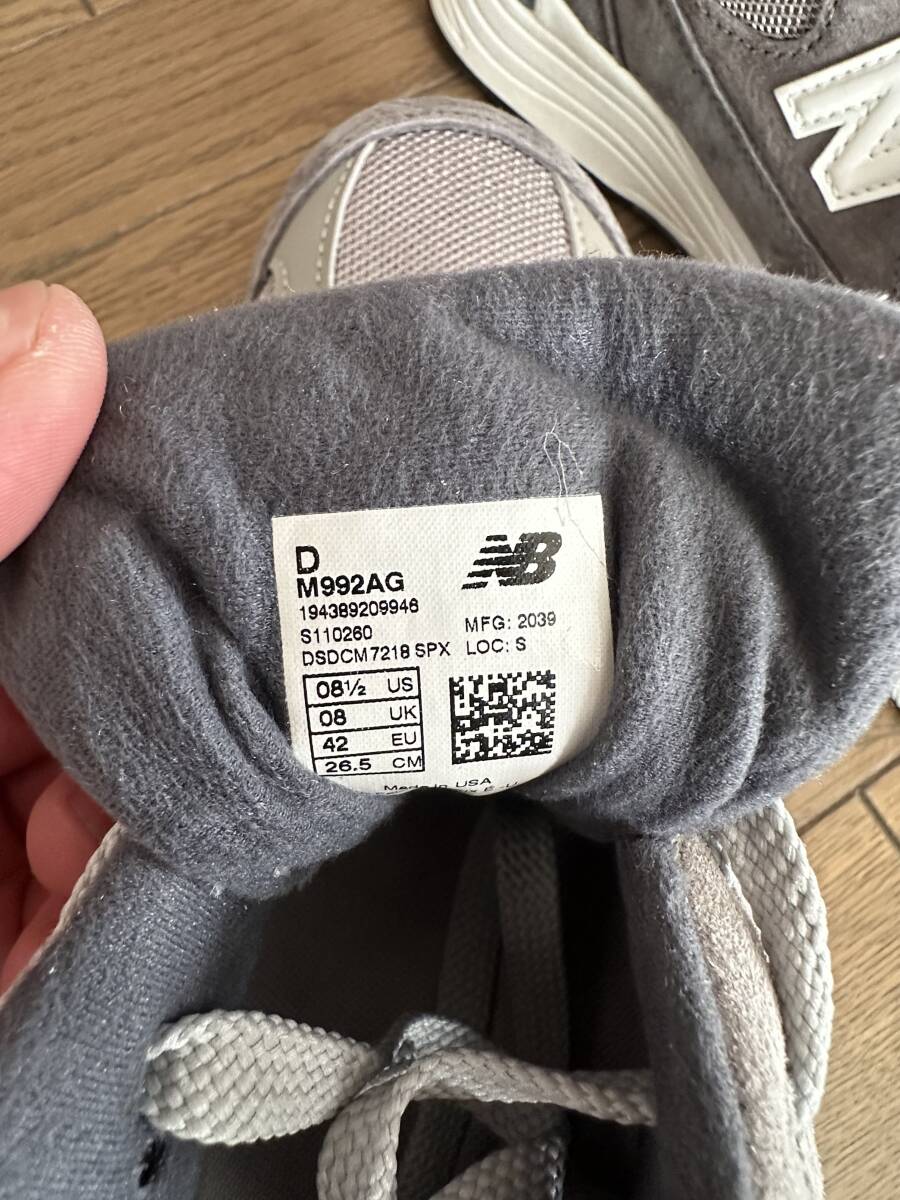 D
M992AG
NB
194389209946
S110260
MFG: 2039
DSDCM7218 SPX
LOC: S
08½ US
08 UK
42 EU
26.5 CM
Made in USA
N